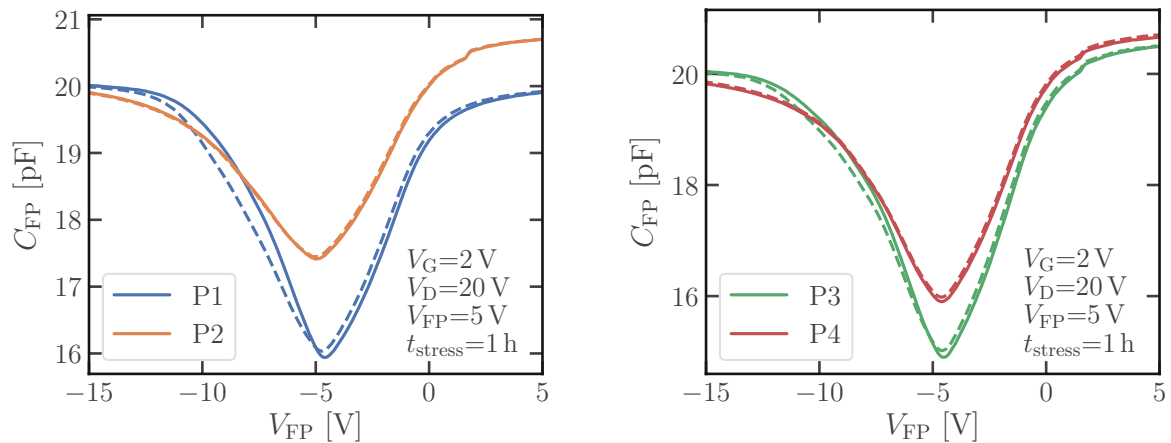 21
20
19
18
17
16
C_FP [pF]
P1
P2
V_G=2 V
V_D=20 V
V_FP=5 V
t_stress=1 h
−15
−10
−5
0
5
V_FP [V]
20
18
16
C_FP [pF]
P3
P4
V_G=2 V
V_D=20 V
V_FP=5 V
t_stress=1 h
−15
−10
−5
0
5
V_FP [V]